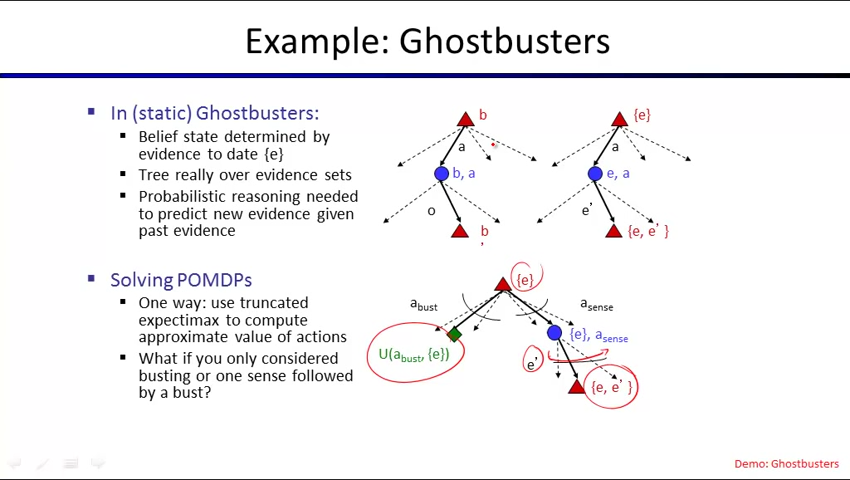 Example: Ghostbusters
▪ In (static) Ghostbusters:
▪ Belief state determined by
evidence to date {e}
▪ Tree really over evidence sets
▪ Probabilistic reasoning needed
to predict new evidence given
past evidence
b
a
b, a
o
b
'
{e}
a
e, a
e'
{e, e' }
▪ Solving POMDPs
▪ One way: use truncated
expectimax to compute
approximate value of actions
▪ What if you only considered
busting or one sense followed
by a bust?
{e}
a_bust
a_sense
{e}, a_sense
U(a_bust, {e})
e'
{e, e' }
Demo: Ghostbusters